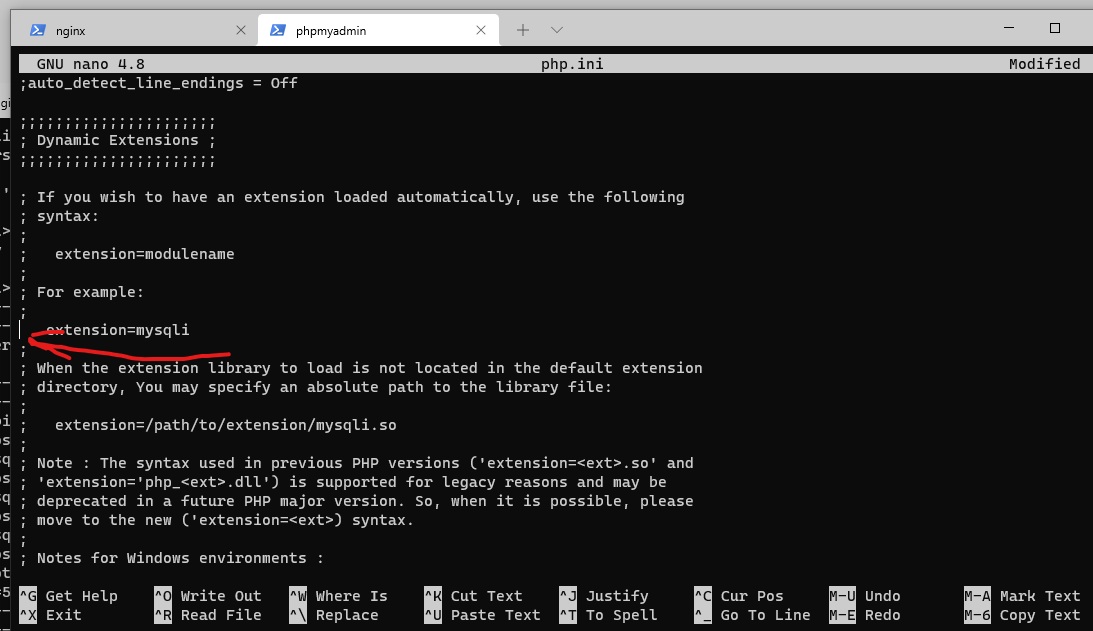 nginx
phpmyadmin
GNU nano 4.8 php.ini Modified
;auto_detect_line_endings = Off
;;;;;;;;;;;;;;;;;;;;;;
; Dynamic Extensions ;
;;;;;;;;;;;;;;;;;;;;;;
; If you wish to have an extension loaded automatically, use the following
; syntax:
;
;   extension=modulename
;
; For example:
;
extension=mysqli
;
; When the extension library to load is not located in the default extension
; directory, You may specify an absolute path to the library file:
;
;   extension=/path/to/extension/mysqli.so
;
; Note : The syntax used in previous PHP versions ('extension=<ext>.so' and
; 'extension='php_<ext>.dll') is supported for legacy reasons and may be
; deprecated in a future PHP major version. So, when it is possible, please
; move to the new ('extension=<ext>) syntax.
;
; Notes for Windows environments :
^G Get Help ^O Write Out ^W Where Is ^K Cut Text ^J Justify ^C Cur Pos M-U Undo M-A Mark Text
^X Exit ^R Read File ^\ Replace ^U Paste Text ^T To Spell ^_ Go To Line M-E Redo M-6 Copy Text